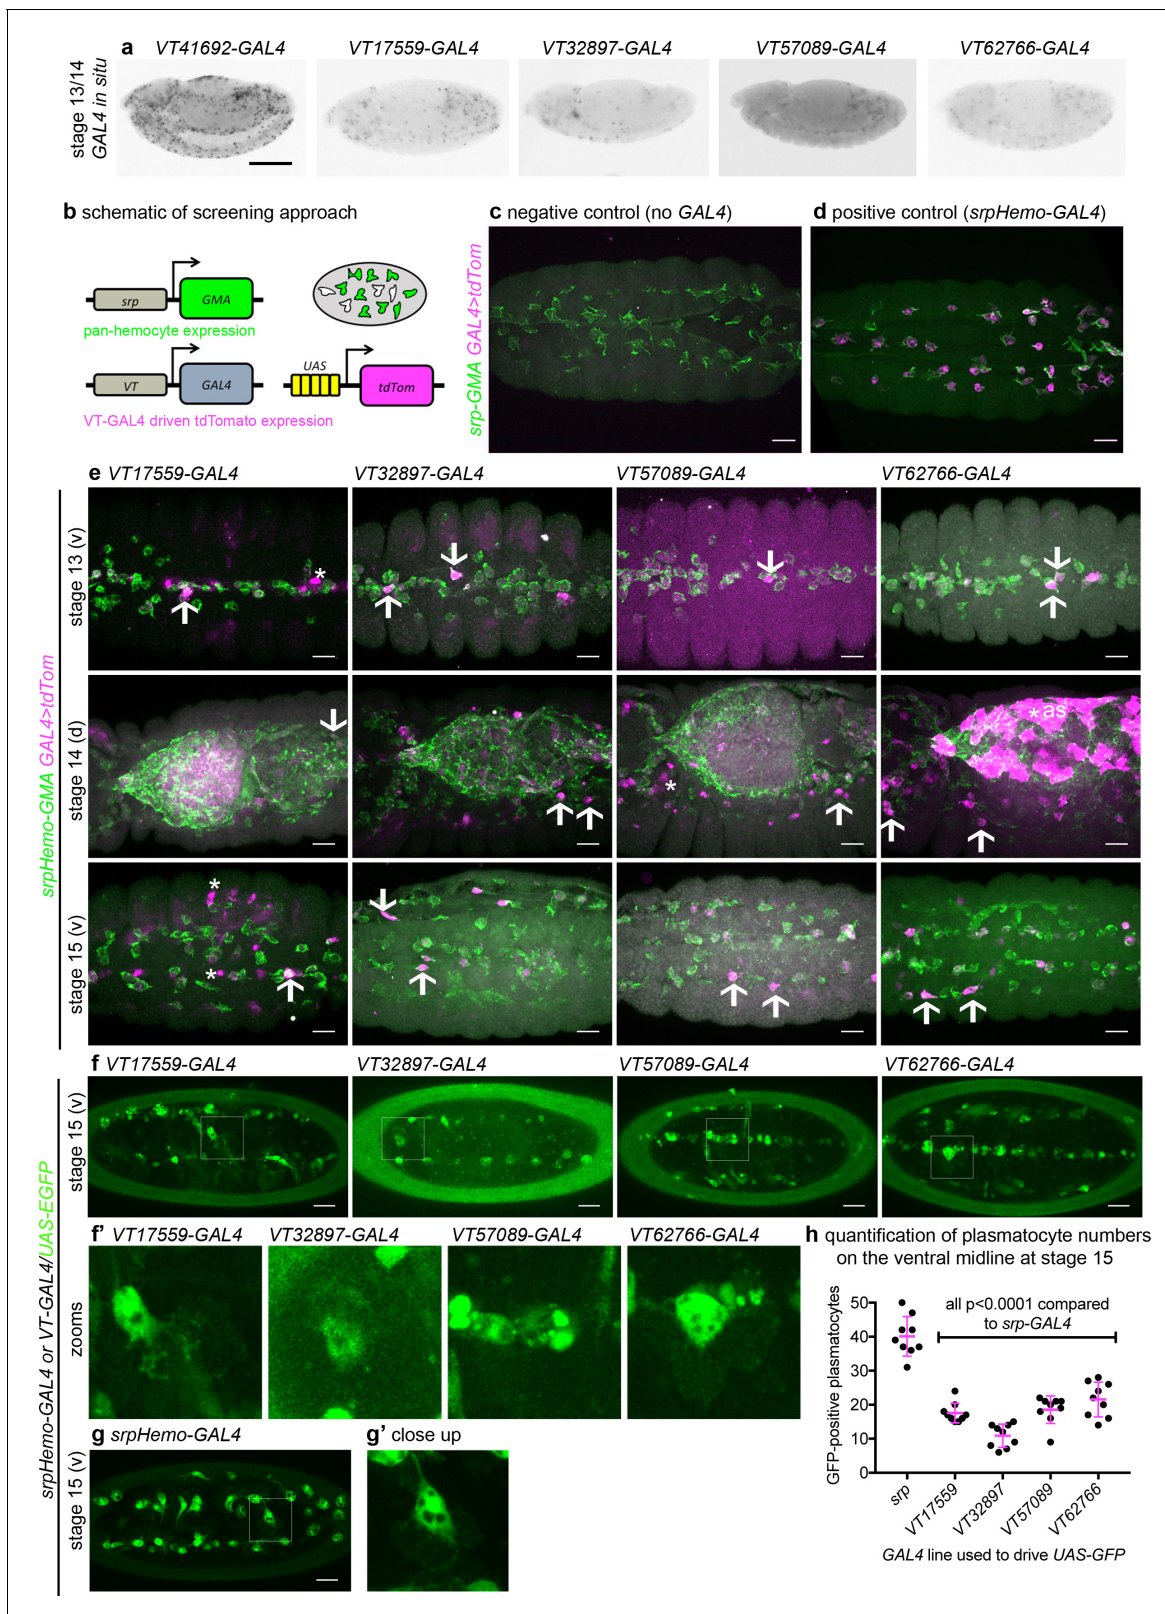 a VT41692-GAL4 VT17559-GAL4 VT32897-GAL4 VT57089-GAL4 VT62766-GAL4
stage 13/14
GAL4 in situ
b schematic of screening approach
srp GMA
pan-hemocyte expression
VT GAL4 UAS tdTom
VT-GAL4 driven tdTomato expression
c negative control (no GAL4)
d positive control (srpHemo-GAL4)
srp-GMA GAL4>tdTom
e VT17559-GAL4 VT32897-GAL4 VT57089-GAL4 VT62766-GAL4
srpHemo-GMA GAL4>tdTom
stage 13 (v)
*
stage 14 (d)
*
* as
stage 15 (v)
*
*
f VT17559-GAL4 VT32897-GAL4 VT57089-GAL4 VT62766-GAL4
srpHemo-GAL4 or VT-GAL4/UAS-EGFP
stage 15 (v)
f' VT17559-GAL4 VT32897-GAL4 VT57089-GAL4 VT62766-GAL4
zooms
g srpHemo-GAL4
stage 15 (v)
g' close up
h quantification of plasmatocyte numbers
on the ventral midline at stage 15
all p<0.0001 compared
to srp-GAL4
GFP-positive plasmatocytes
50
40
30
20
10
0
srp VT17559 VT32897 VT57089 VT62766
GAL4 line used to drive UAS-GFP